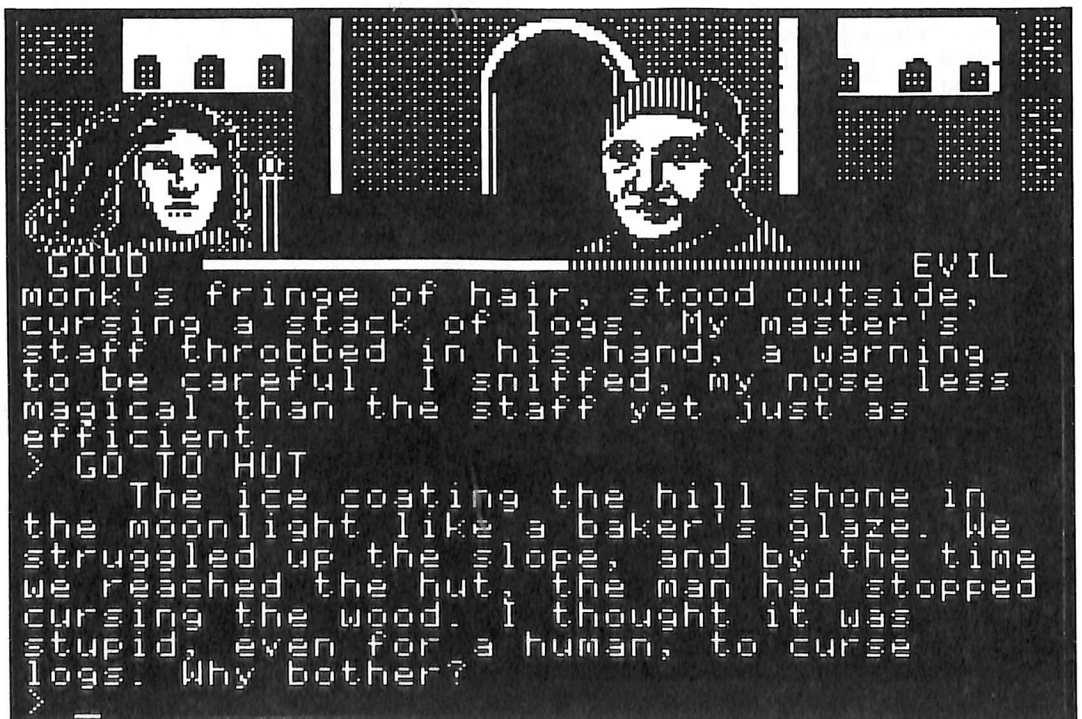 GOOD EVIL
monk's fringe of hair, stood outside,
cursing a stack of logs. My master's
staff throbbed in his hand, a warning
to be careful. I sniffed, my nose less
magical than the staff yet just as
efficient.
> GO TO HUT
The ice coating the hill shone in
the moonlight like a baker's glaze. We
struggled up the slope, and by the time
we reached the hut, the man had stopped
cursing the wood. I thought it was
stupid, even for a human, to curse
logs. Why bother?
>